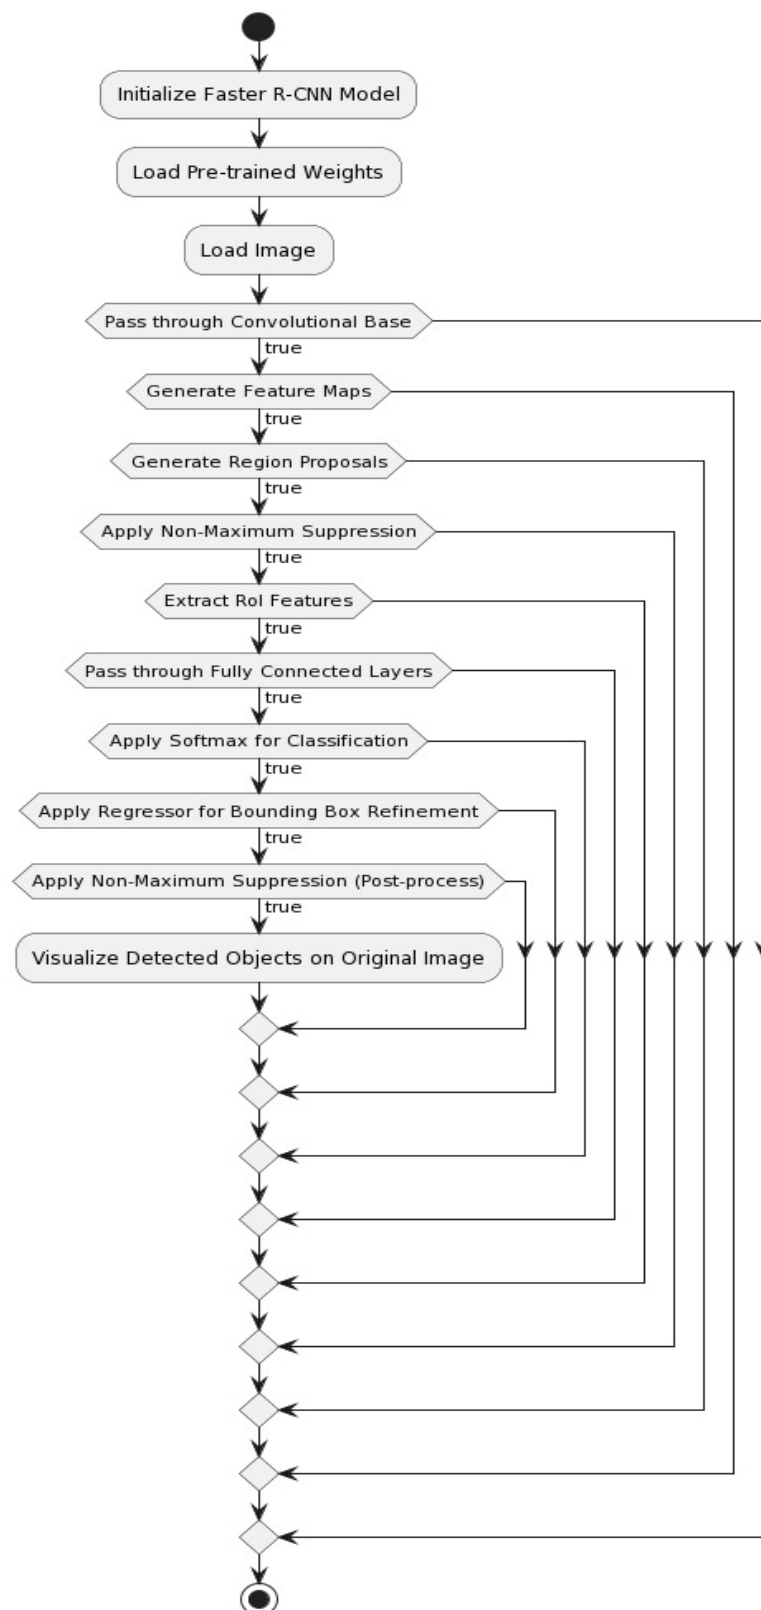 Initialize Faster R-CNN Model
Load Pre-trained Weights
Load Image
Pass through Convolutional Base
true
Generate Feature Maps
true
Generate Region Proposals
true
Apply Non-Maximum Suppression
true
Extract RoI Features
true
Pass through Fully Connected Layers
true
Apply Softmax for Classification
true
Apply Regressor for Bounding Box Refinement
true
Apply Non-Maximum Suppression (Post-process)
true
Visualize Detected Objects on Original Image